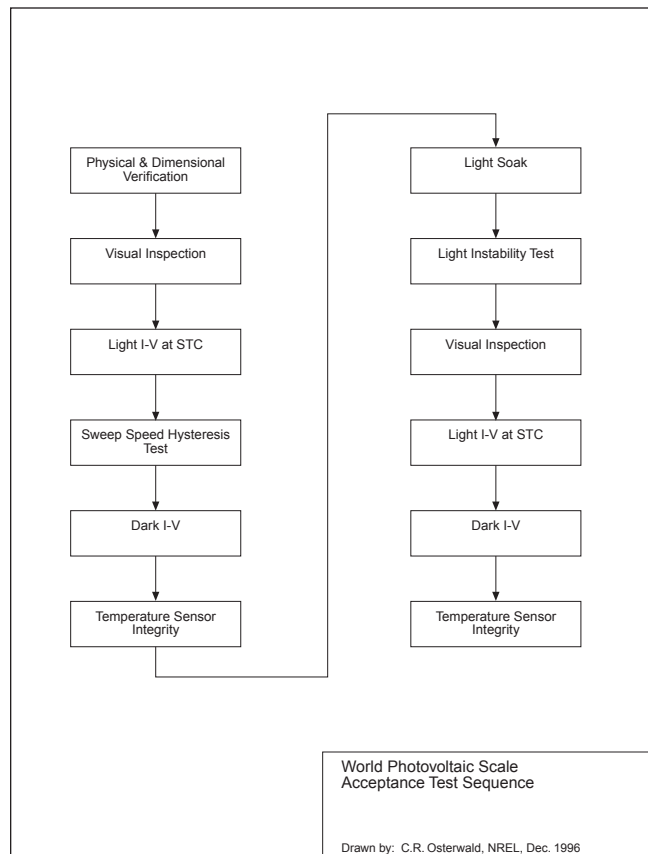 Physical & Dimensional
Verification
Visual Inspection
Light I-V at STC
Sweep Speed Hysteresis
Test
Dark I-V
Temperature Sensor
Integrity
Light Soak
Light Instability Test
Visual Inspection
Light I-V at STC
Dark I-V
Temperature Sensor
Integrity
World Photovoltaic Scale
Acceptance Test Sequence
Drawn by: C.R. Osterwald, NREL, Dec. 1996